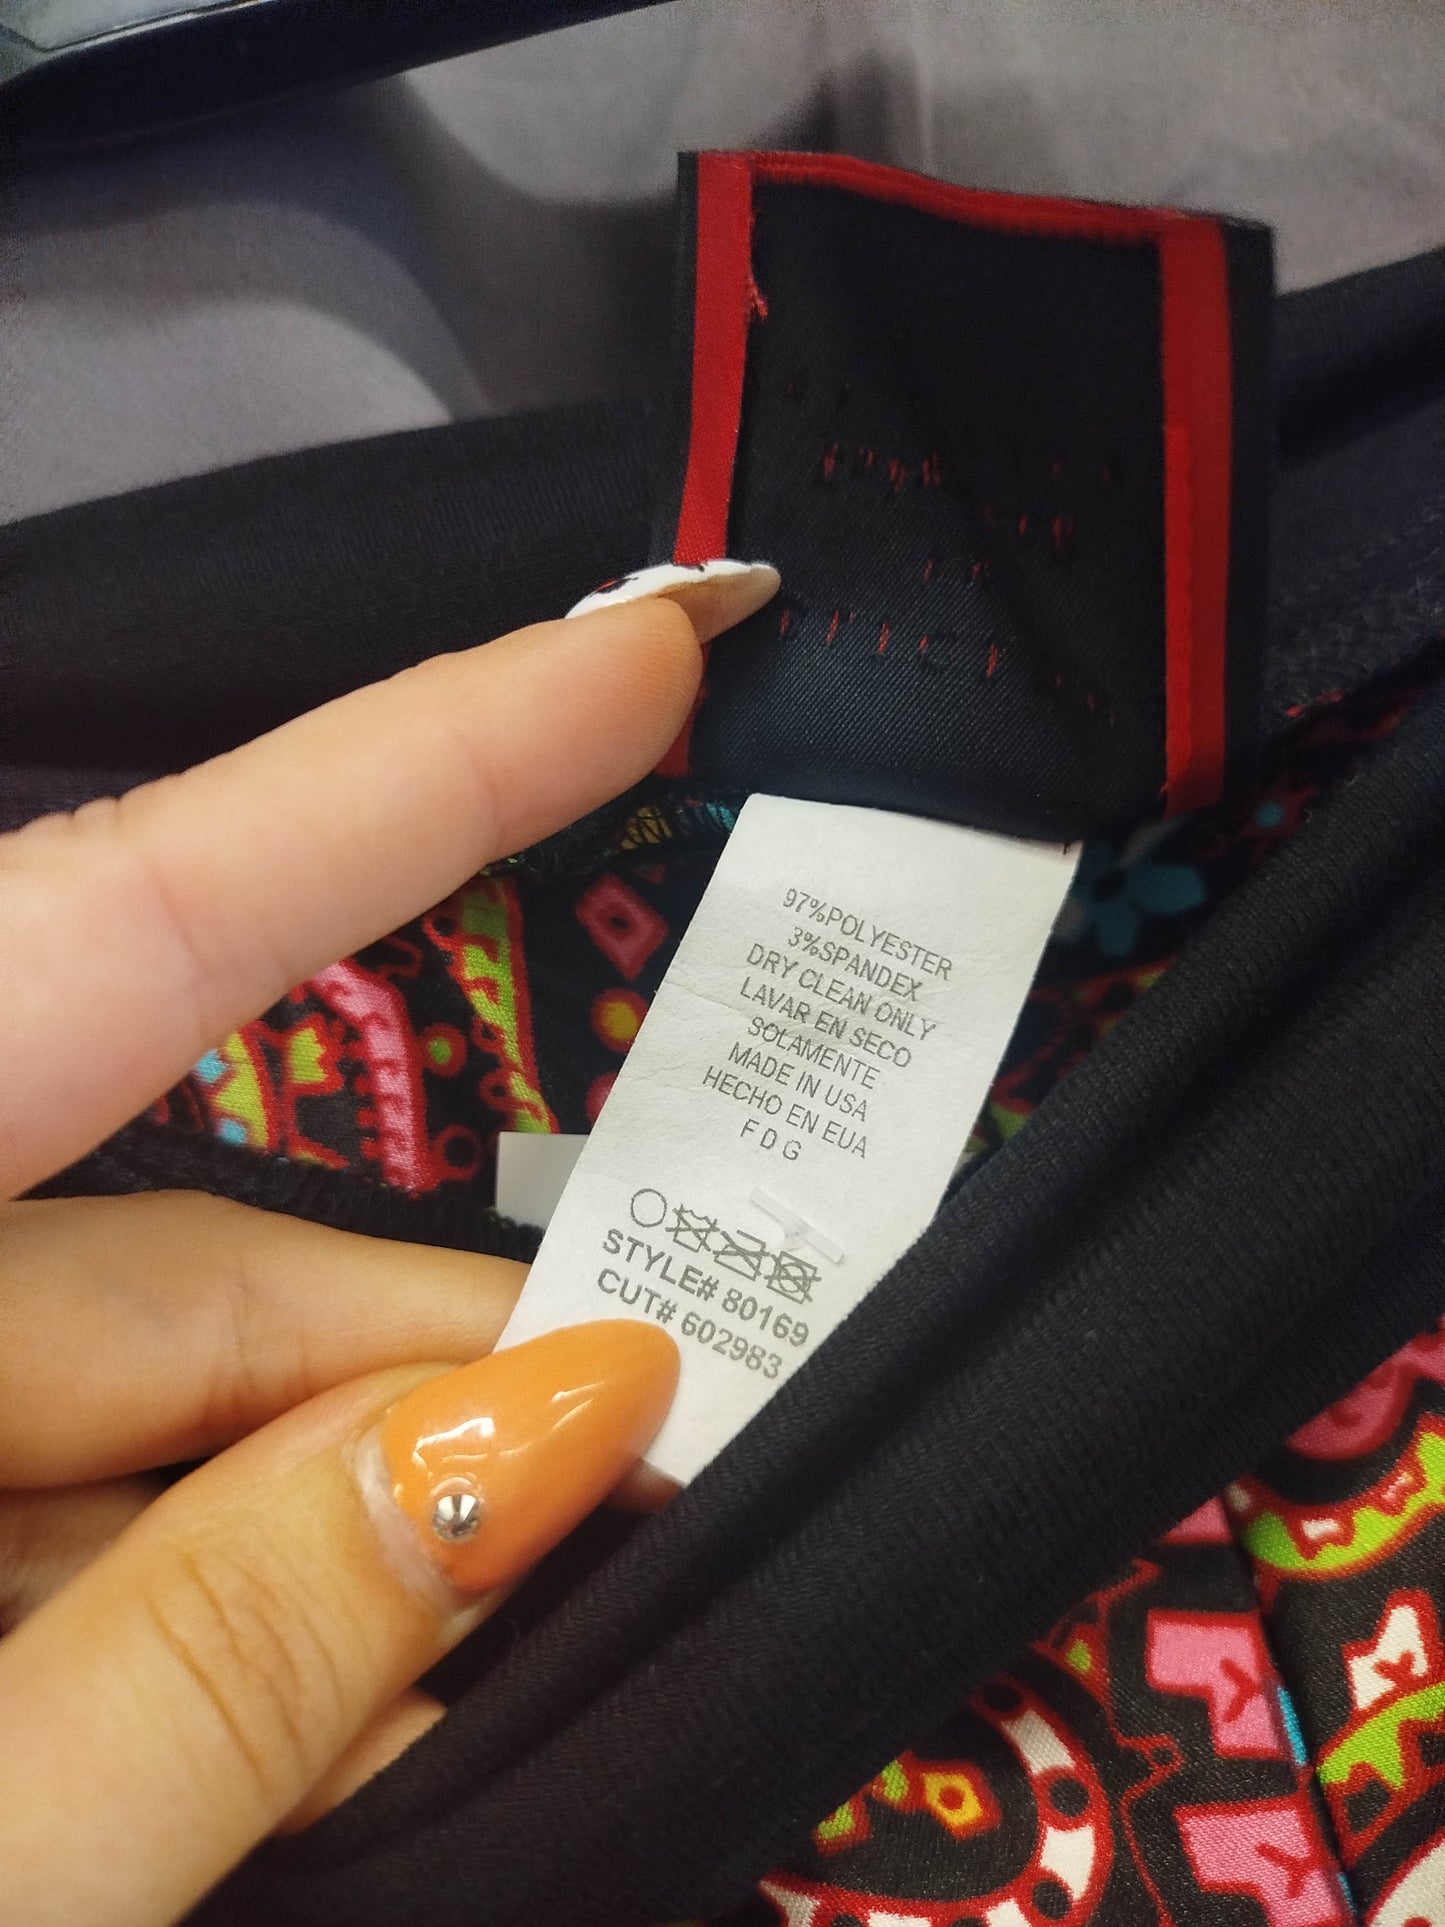 97%POLYESTER
3%SPANDEX
DRY CLEAN ONLY
LAVAR EN SECO
SOLAMENTE
MADE IN USA
HECHO EN EUA
F D G
STYLE# 80169
CUT# 602983